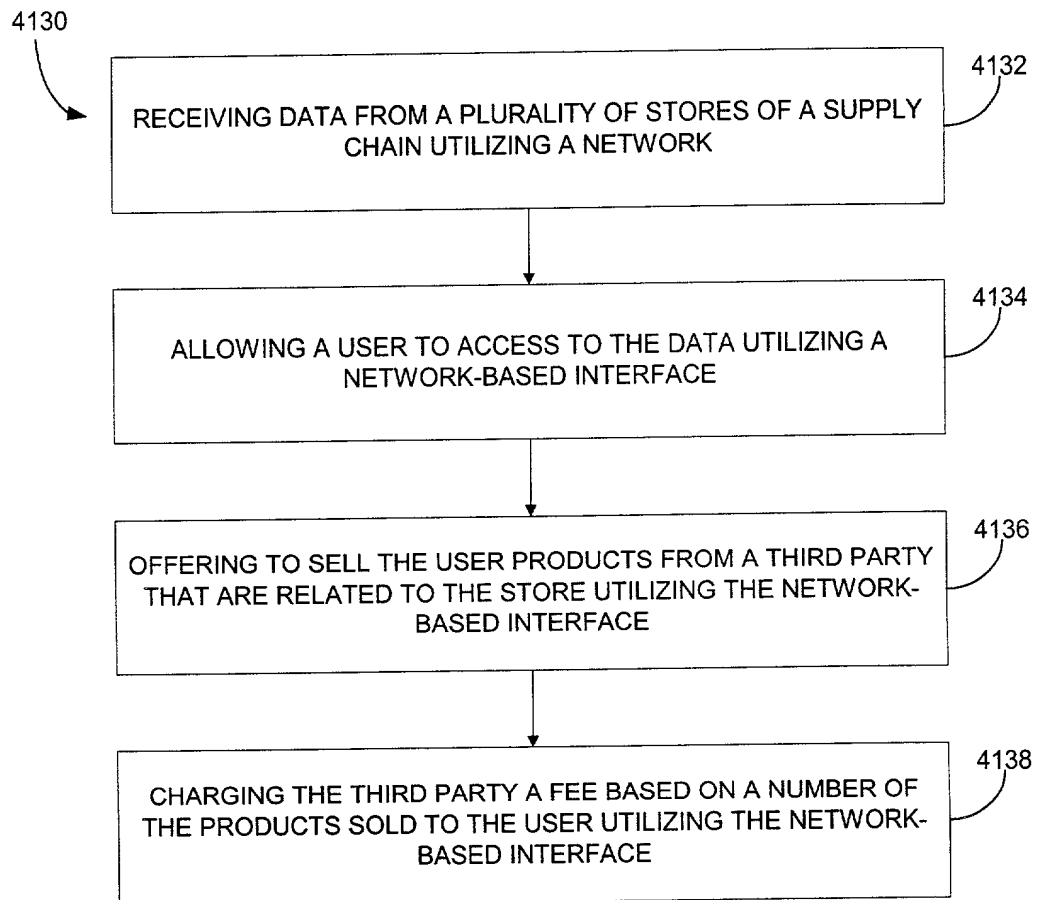 4130
4132
RECEIVING DATA FROM A PLURALITY OF STORES OF A SUPPLY
CHAIN UTILIZING A NETWORK
4134
ALLOWING A USER TO ACCESS TO THE DATA UTILIZING A
NETWORK-BASED INTERFACE
4136
OFFERING TO SELL THE USER PRODUCTS FROM A THIRD PARTY
THAT ARE RELATED TO THE STORE UTILIZING THE NETWORK-
BASED INTERFACE
4138
CHARGING THE THIRD PARTY A FEE BASED ON A NUMBER OF
THE PRODUCTS SOLD TO THE USER UTILIZING THE NETWORK-
BASED INTERFACE